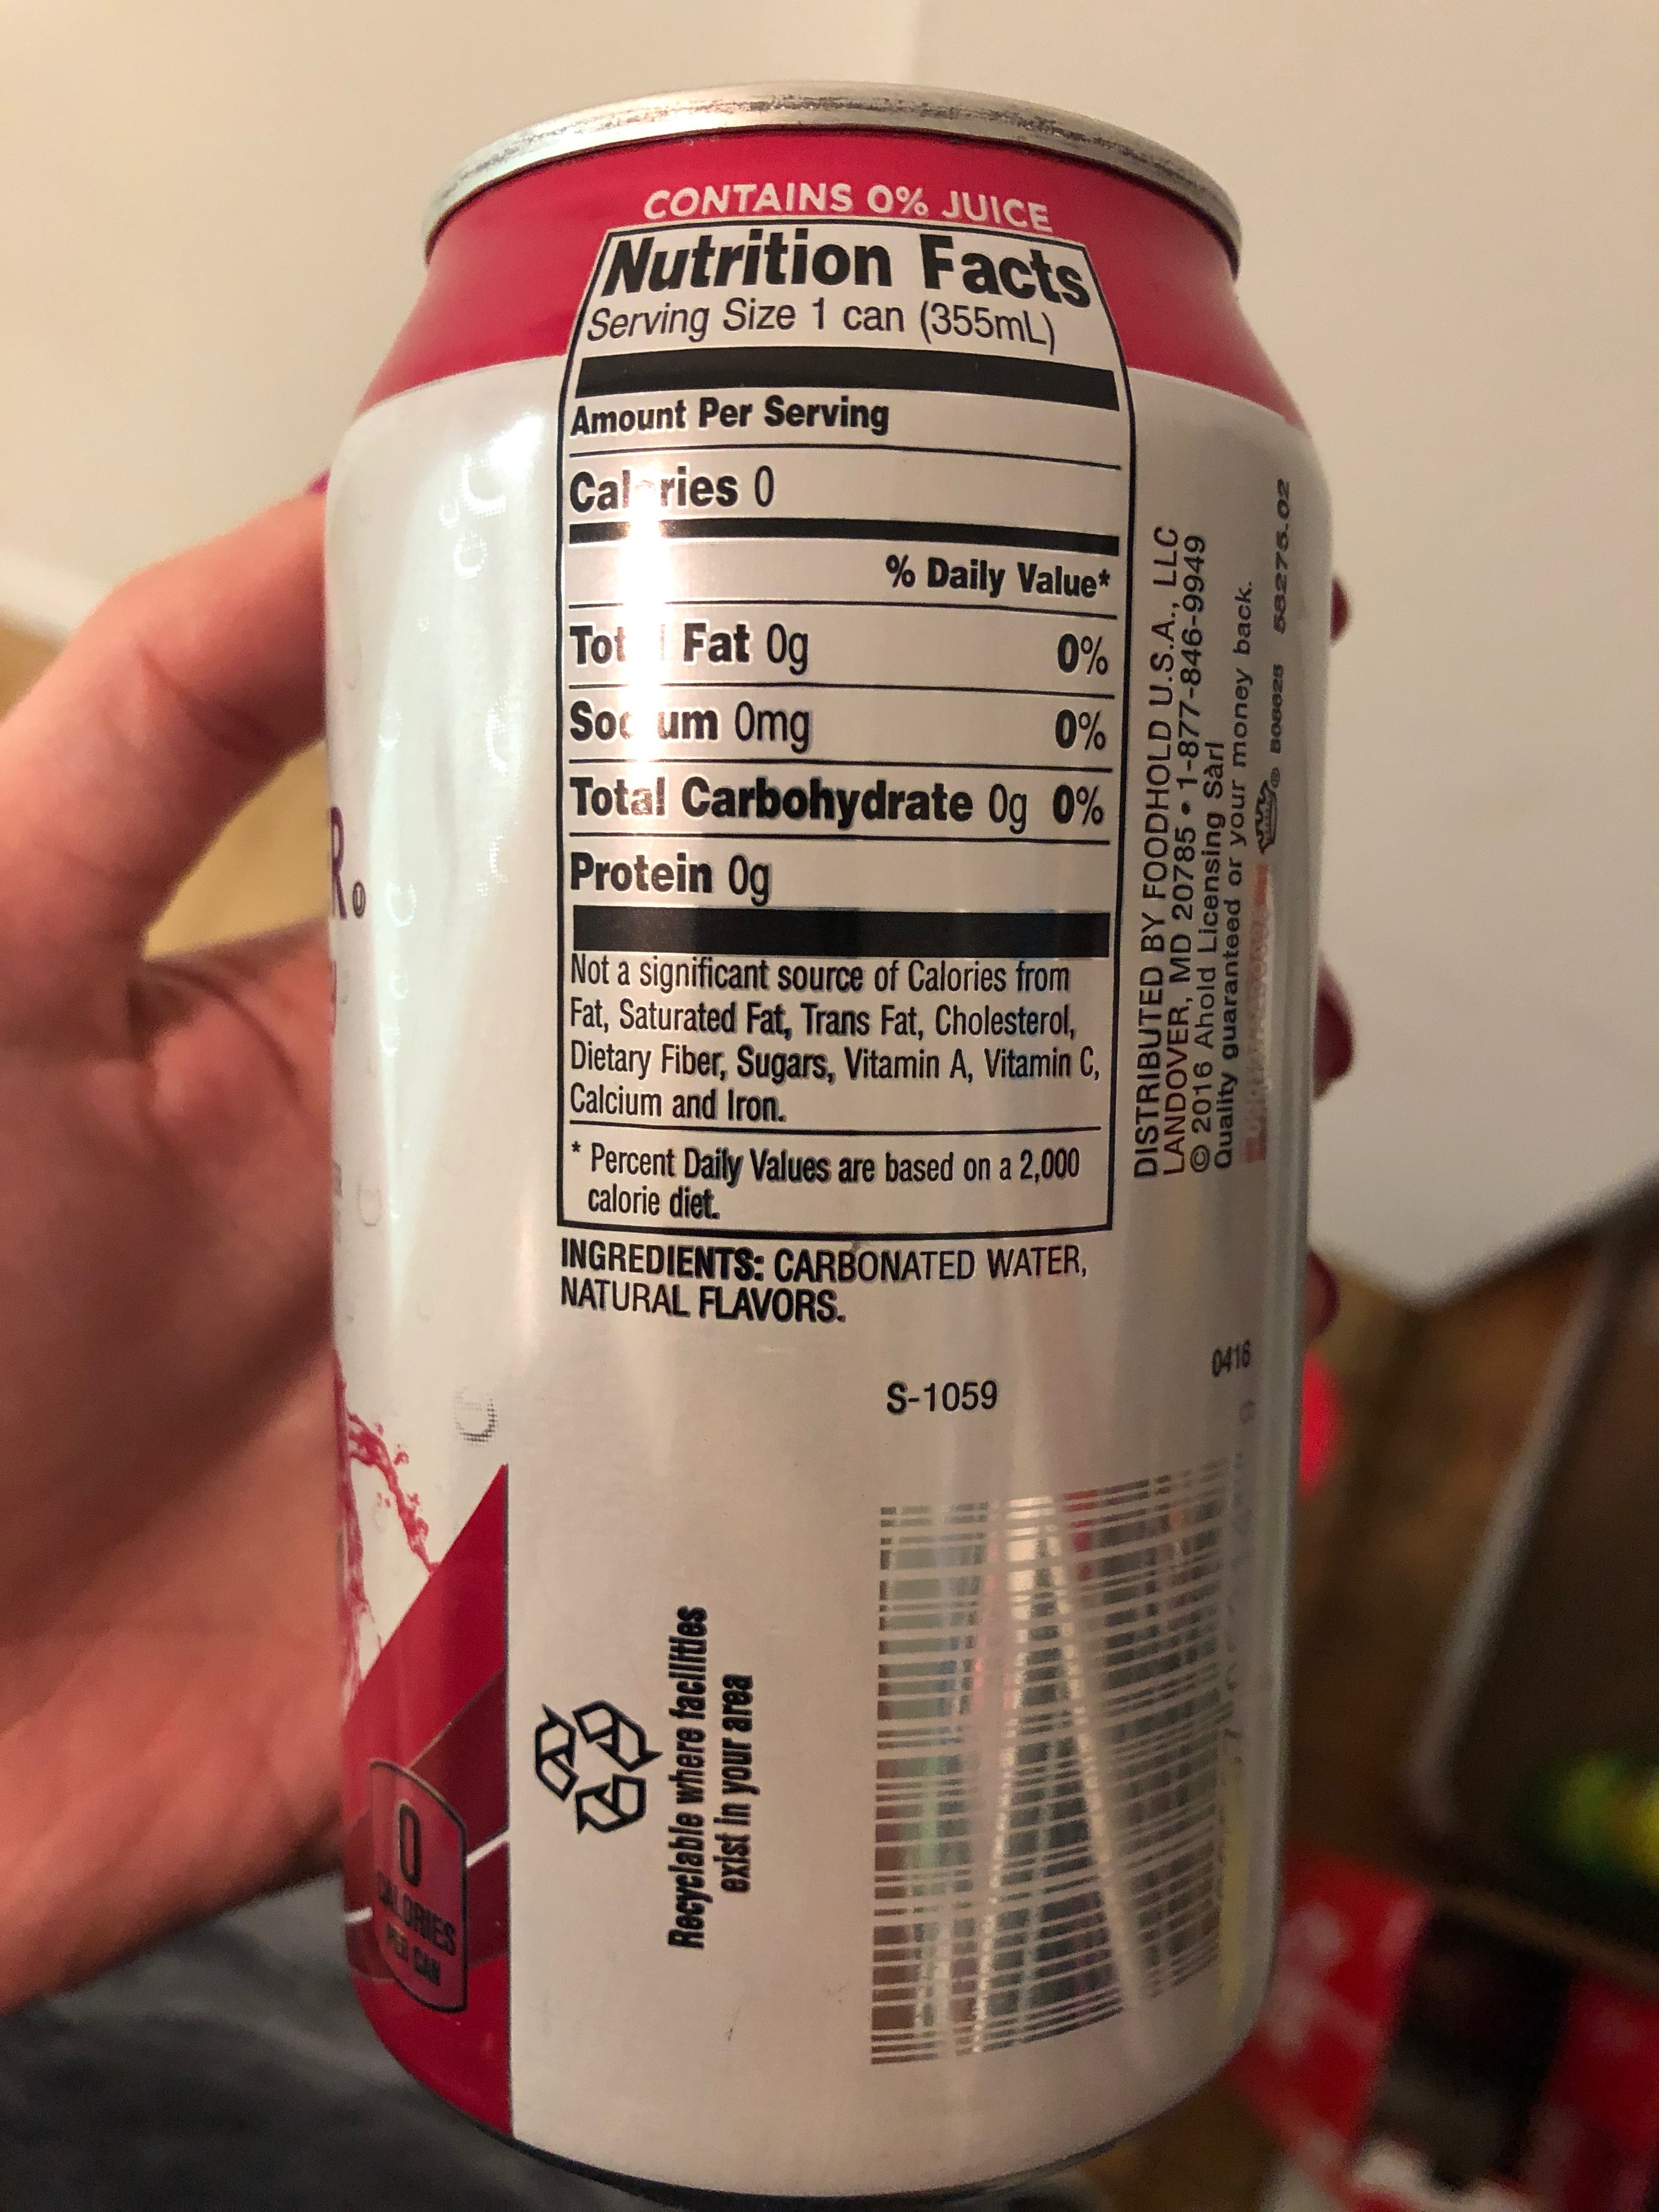 CONTAINS 0% JUICE
Nutrition Facts
Serving Size 1 can (355mL)
Amount Per Serving
Calories 0
% Daily Value*
Total Fat 0g 0%
Sodium 0mg 0%
Total Carbohydrate 0g 0%
Protein 0g
Not a significant source of Calories from
Fat, Saturated Fat, Trans Fat, Cholesterol,
Dietary Fiber, Sugars, Vitamin A, Vitamin C,
Calcium and Iron.
* Percent Daily Values are based on a 2,000
calorie diet.
INGREDIENTS: CARBONATED WATER,
NATURAL FLAVORS.
DISTRIBUTED BY FOODHOLD U.S.A., LLC
LANDOVER, MD 20785 • 1-877-846-9949
© 2016 Ahold Licensing Sàrl
Quality guaranteed or your money back.
58275.02
S-1059
0416
Recyclable where facilities
exist in your area
R
0
CALORIES
PER CAN